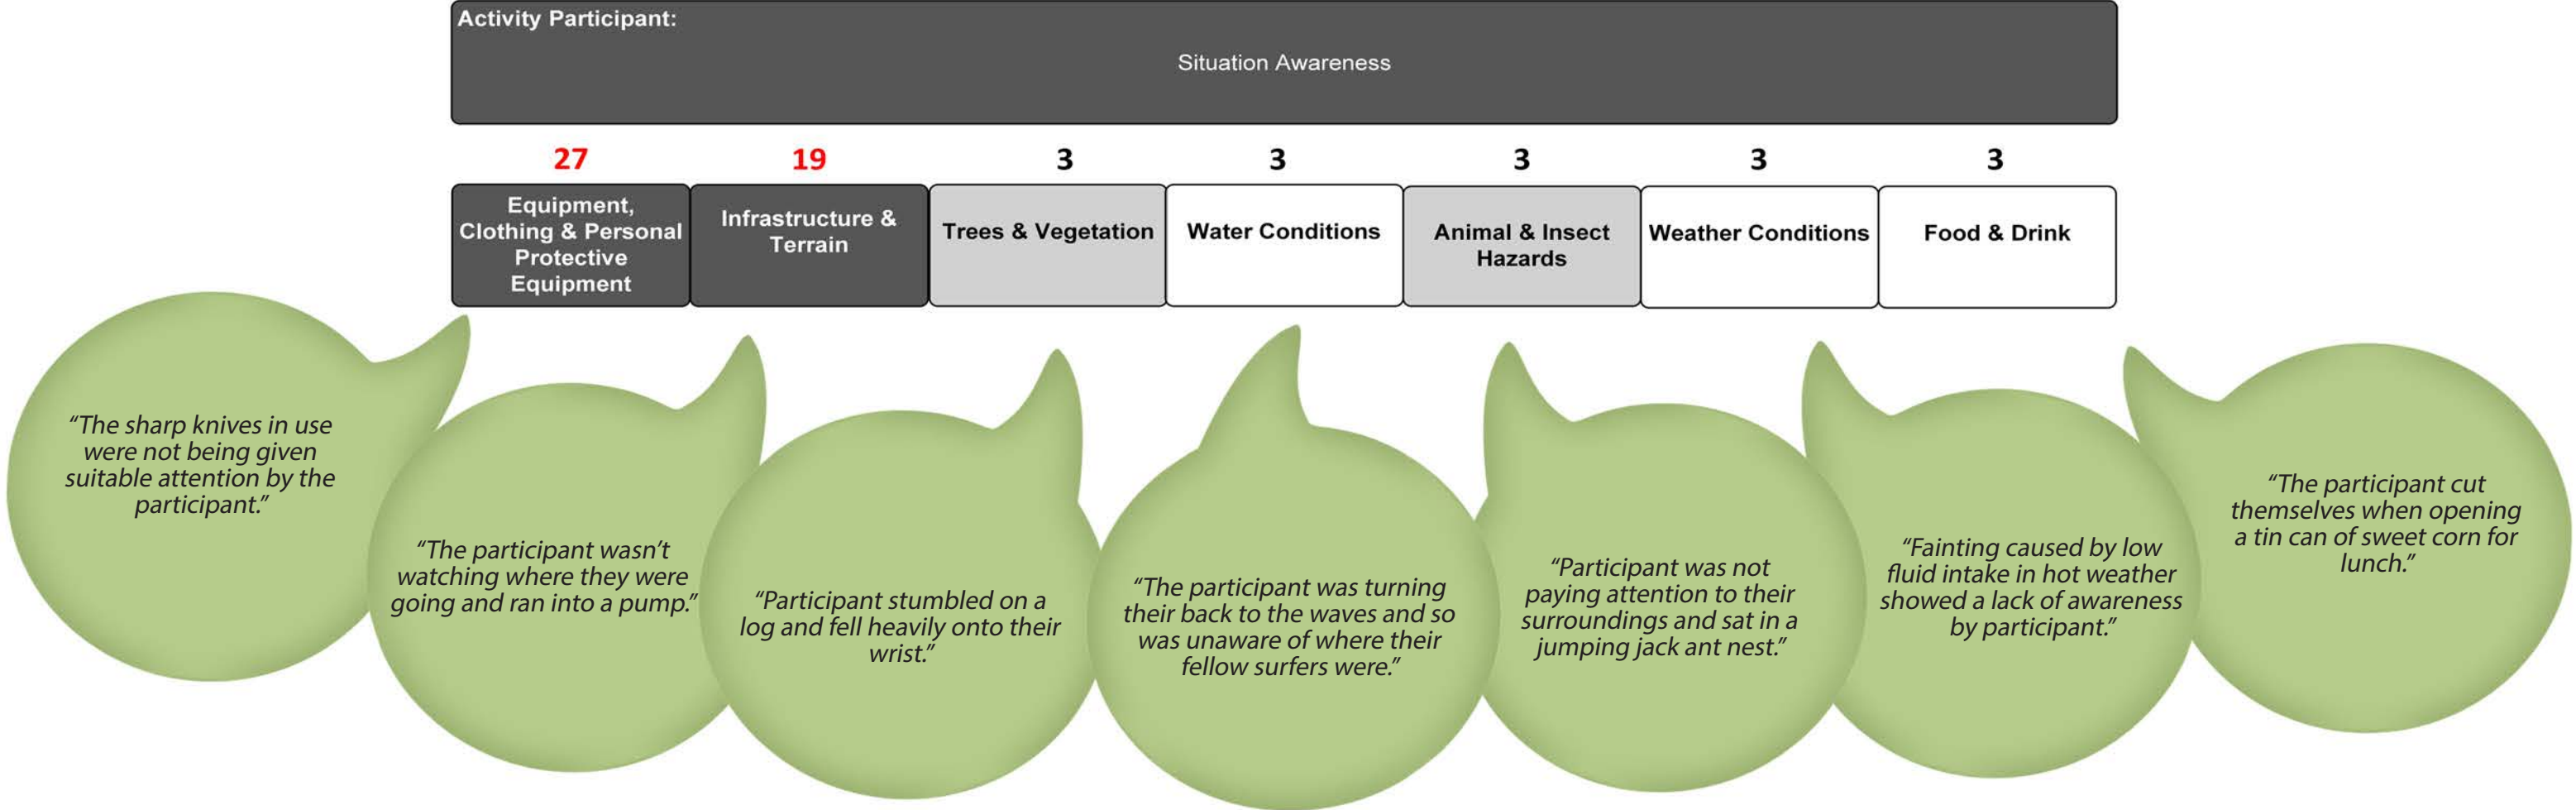 Activity Participant:
Situation Awareness
27
19
3
3
3
3
3
Equipment,
Clothing & Personal
Protective
Equipment
Infrastructure &
Terrain
Trees & Vegetation
Water Conditions
Animal & Insect
Hazards
Weather Conditions
Food & Drink
“The sharp knives in use
were not being given
suitable attention by the
participant.”
“The participant wasn’t
watching where they were
going and ran into a pump.”
“Participant stumbled on a
log and fell heavily onto their
wrist.”
“The participant was turning
their back to the waves and so
was unaware of where their
fellow surfers were.”
“Participant was not
paying attention to their
surroundings and sat in a
jumping jack ant nest.”
“Fainting caused by low
fluid intake in hot weather
showed a lack of awareness
by participant.”
“The participant cut
themselves when opening
a tin can of sweet corn for
lunch.”